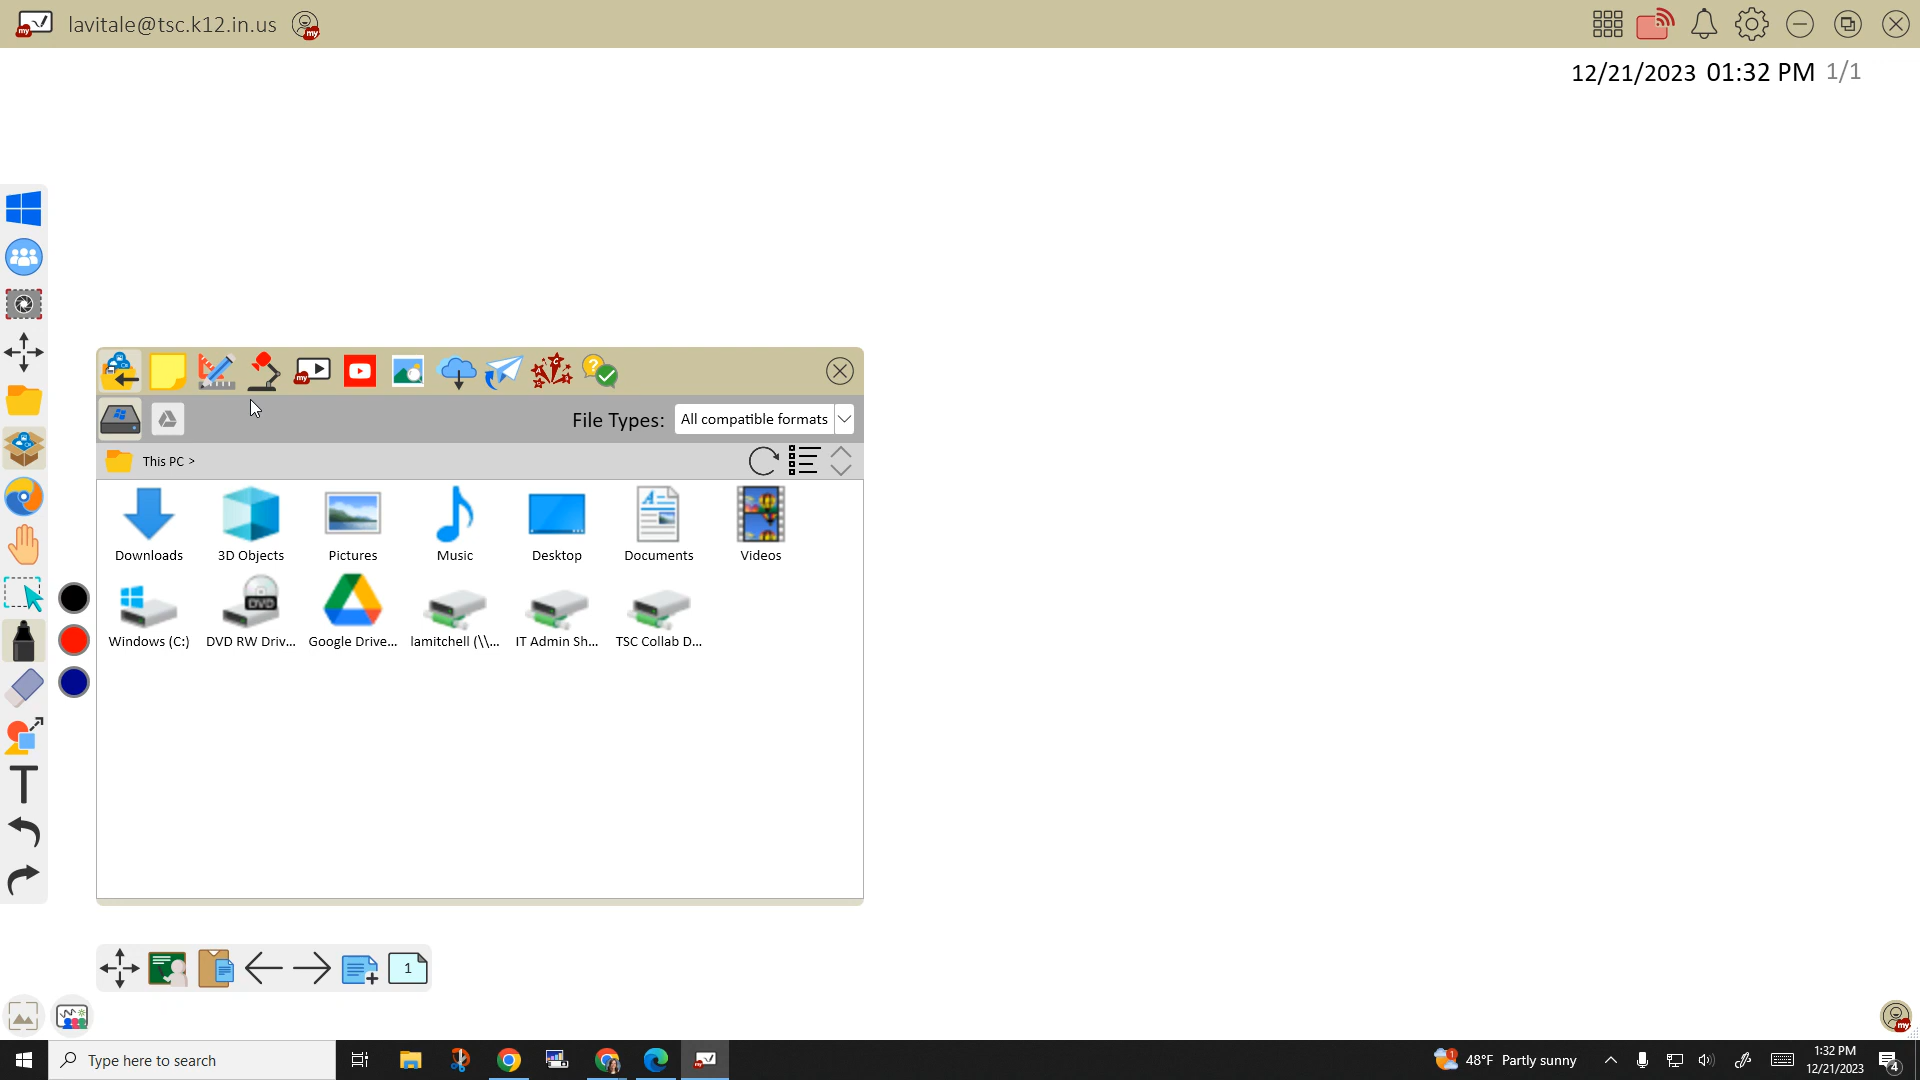 lavitale@tsc.k12.in.us
12/21/2023 01:32 PM 1/1
File Types: All compatible formats
This PC >
Downloads 3D Objects Pictures Music Desktop Documents Videos
Windows (C:) DVD RW Driv... Google Drive... lamitchell (\\... IT Admin Sh... TSC Collab D...
1
Type here to search
1
48°F Partly sunny
1:32 PM
12/21/2023
4